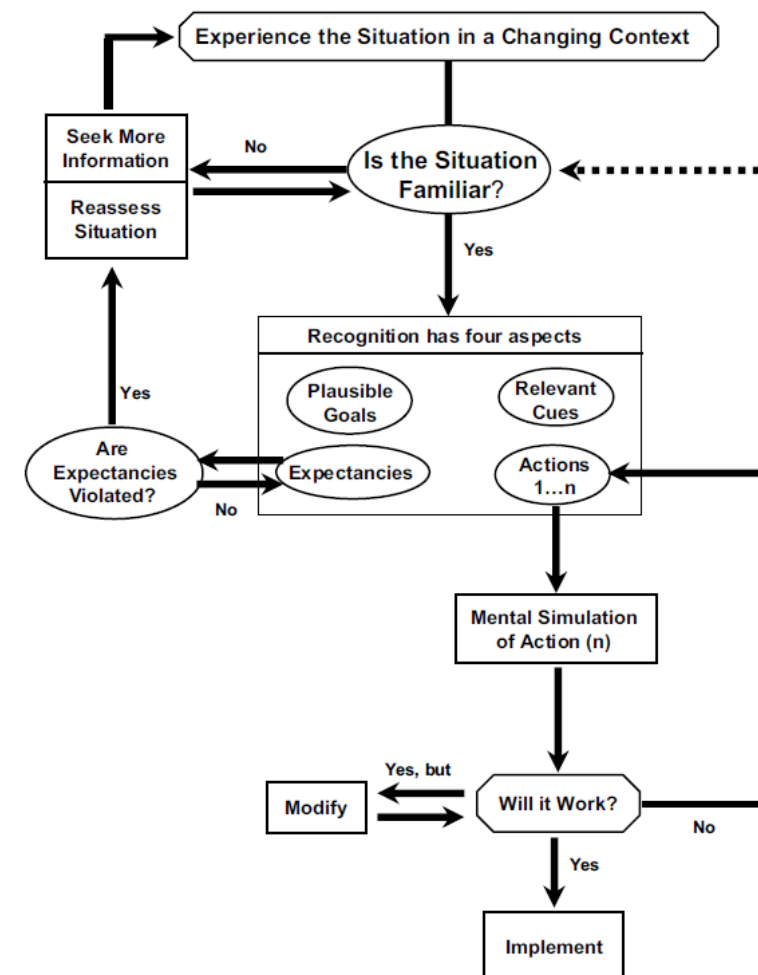 Experience the Situation in a Changing Context
Seek More
Information
No
Is the Situation
Familiar?
Reassess
Situation
Yes
Recognition has four aspects
Plausible
Goals
Relevant
Cues
Yes
Are
Expectancies
Violated?
No
Expectancies
Actions
1...n
Mental Simulation
of Action (n)
Yes, but
Modify
Will it Work?
No
Yes
Implement